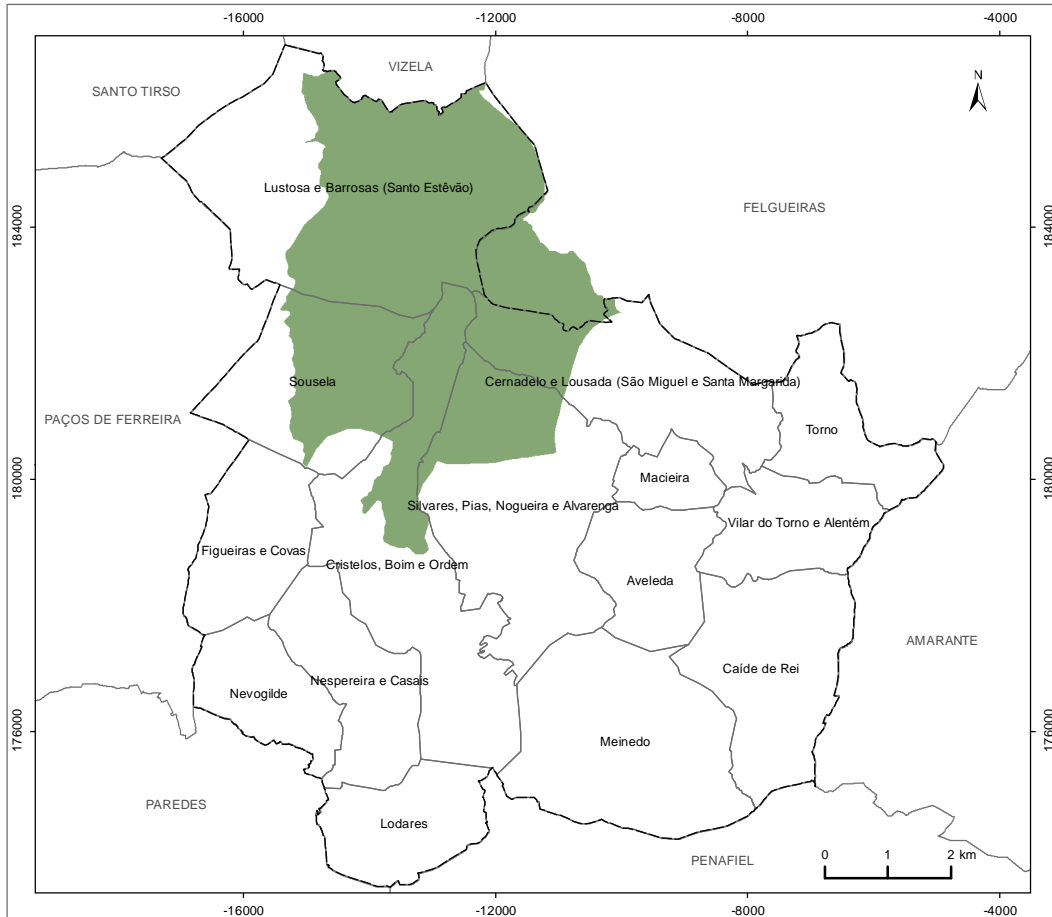 -16000
-12000
-8000
-4000
VIZELA
SANTO TIRSO
N
184000
184000
Lustosa e Barrosas (Santo Estêvão)
FELGUEIRAS
Sousela
Cernadelo e Lousada (São Miguel e Santa Margarida)
PAÇOS DE FERREIRA
Torno
180000
180000
Macieira
Silvares, Pias, Nogueira e Alvarenga
Vilar do Torno e Alentém
Figueiras e Covas
Cristelos, Boim e Ordem
Aveleda
AMARANTE
Caíde de Rei
Nespereira e Casais
Nevogilde
176000
176000
Meinedo
PAREDES
Lodares
PENAFIEL
0 1 2 km
-16000
-12000
-8000
-4000